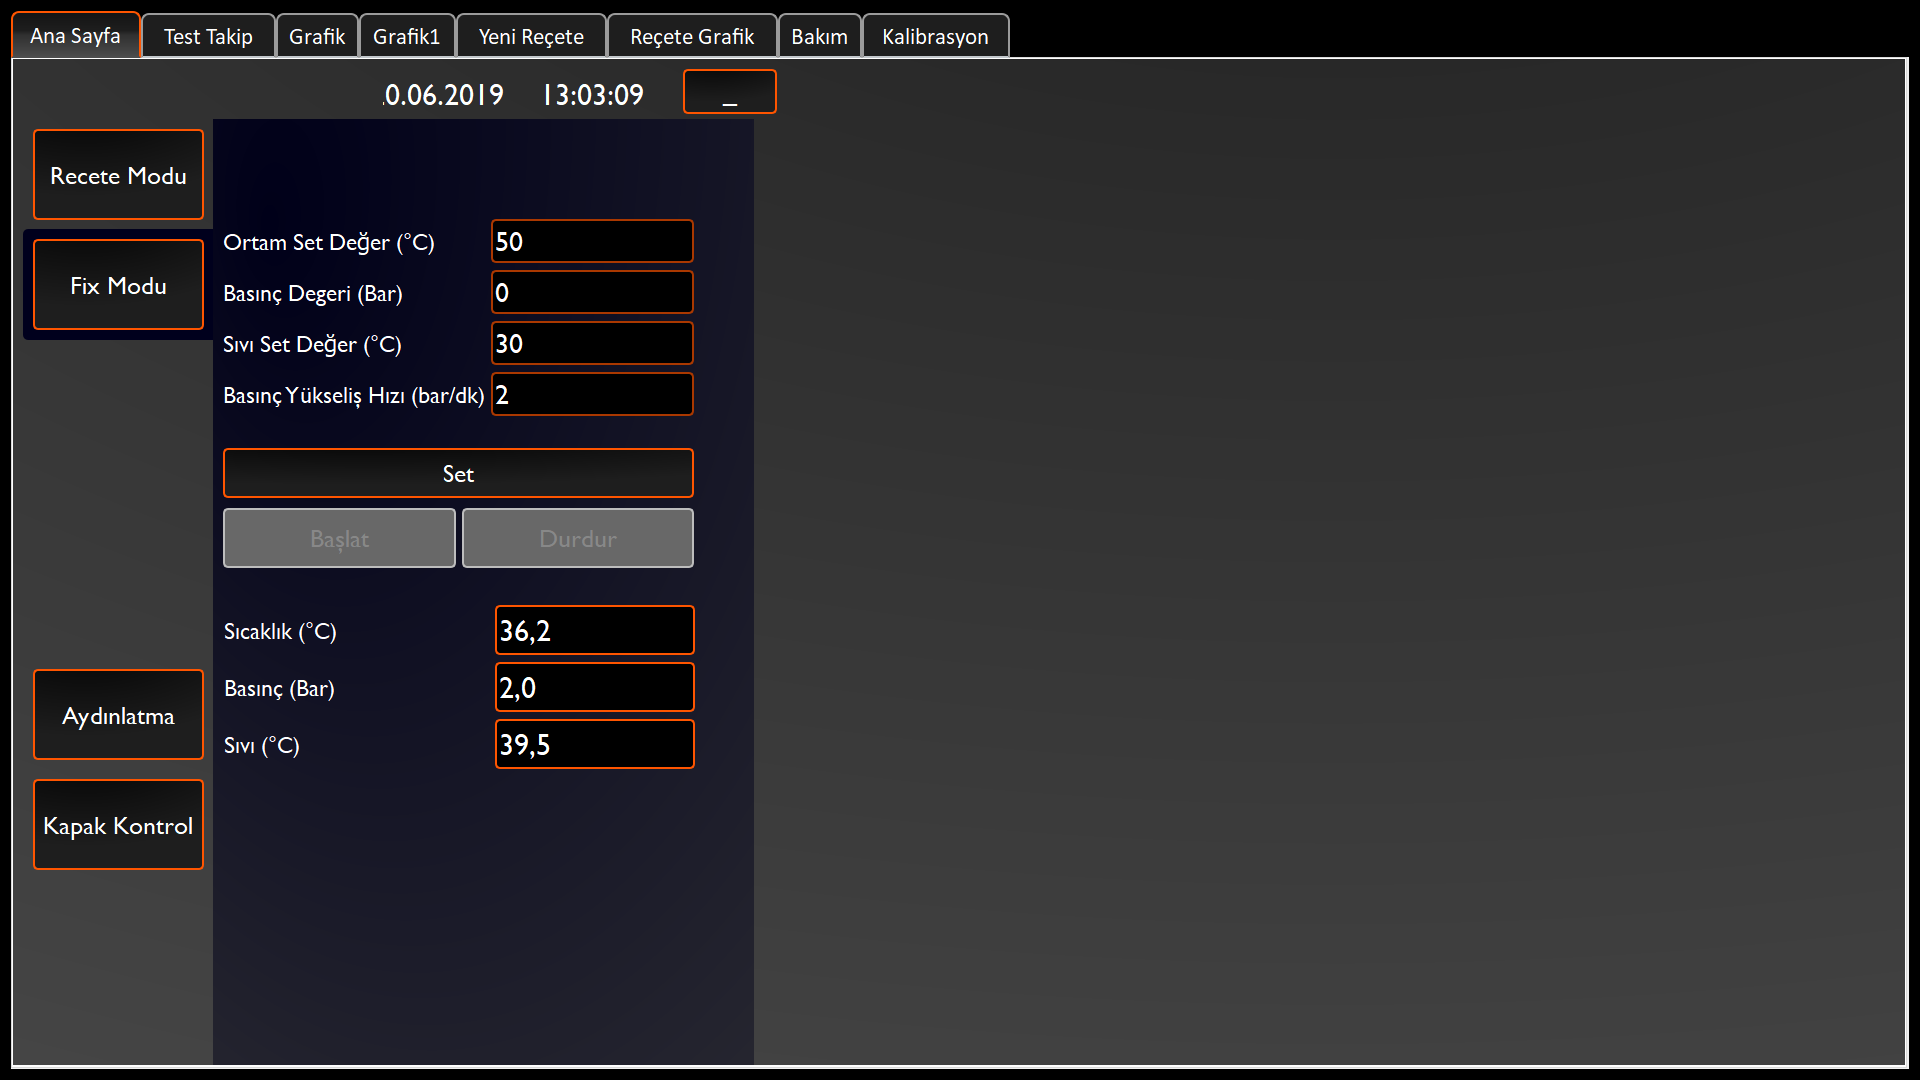 Ana Sayfa Test Takip Grafik Grafik1 Yeni Reçete Reçete Grafik Bakım Kalibrasyon
.0.06.2019 13:03:09 _
Recete Modu
Fix Modu
Ortam Set Değer (°C) 50
Basınç Degeri (Bar) 0
Sıvı Set Değer (°C) 30
Basınç Yükseliş Hızı (bar/dk) 2
Set
Başlat Durdur
Sıcaklık (°C) 36,2
Basınç (Bar) 2,0
Sıvı (°C) 39,5
Aydınlatma
Kapak Kontrol